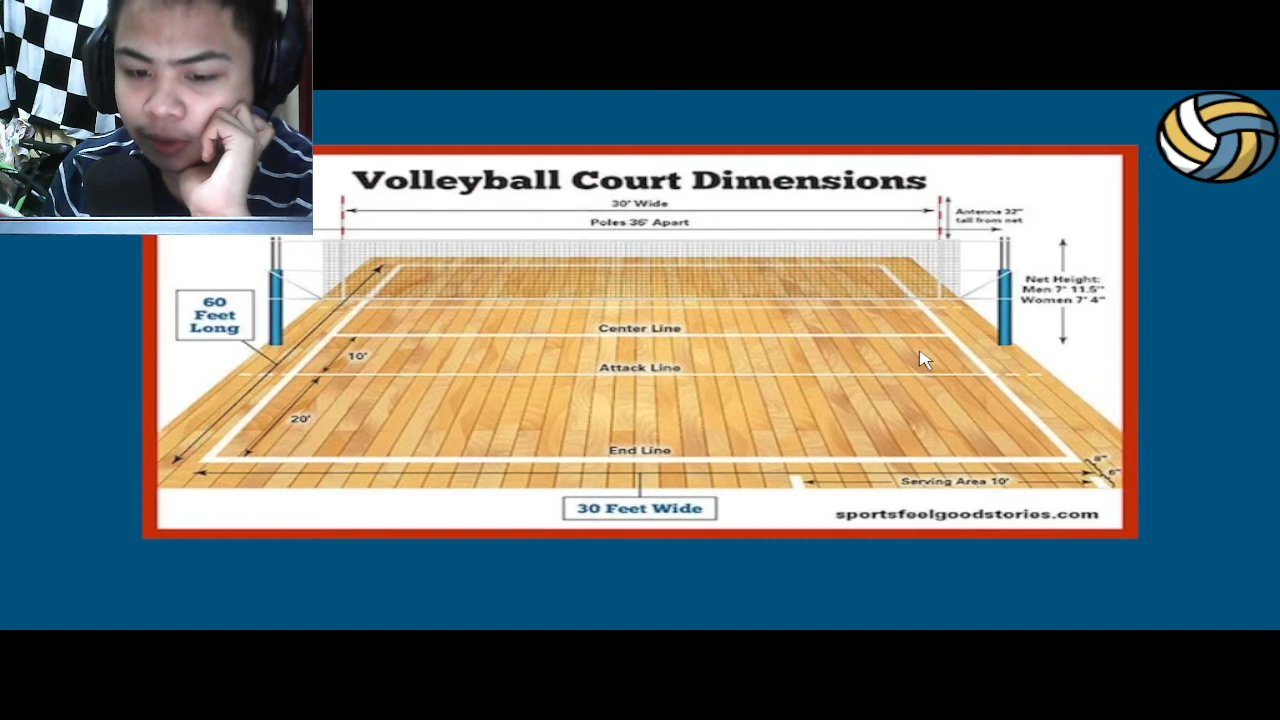 Volleyball Court Dimensions
30' Wide
Poles 36' Apart
Antenna 32"
tall from net
60
Feet
Long
Net Height:
Men 7' 11.5"
Women 7' 4"
Center Line
10'
Attack Line
20'
End Line
8"
6"
Serving Area 10'
30 Feet Wide
sportsfeelgoodstories.com